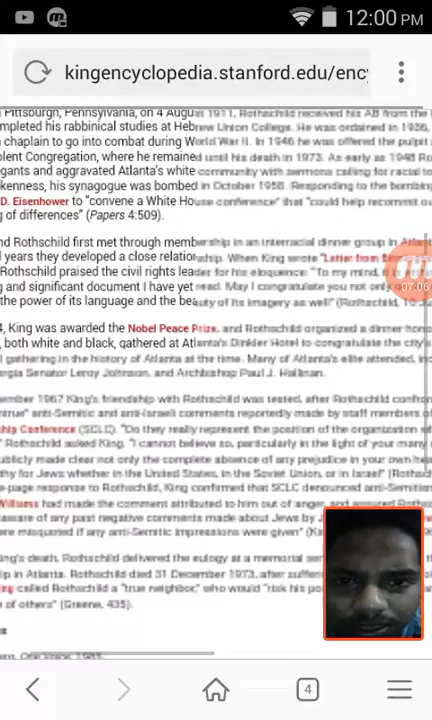 12:00 PM
kingencyclopedia.stanford.edu/ency
Pittsburgh, Pennsylvania, on 4 August 1911, Rothschild received his AB from the
mpleted his rabbinical studies at Hebrew Union College. He was ordained in 1936,
chaplain to go into combat during World War II. In 1946 he was offered the pulpit
olent Congregation, where he remained until his death in 1973. As early as 1948 Ro
gants and aggravated Atlanta's white community with sermons calling for racial to
kenness, his synagogue was bombed in October 1958. Responding to the bombing
D. Eisenhower to "convene a White House conference" that "could help recommit ou
g of differences" (Papers 4:509).
nd Rothschild first met through membership in an interracial dinner group in Atlanta
l years they developed a close relationship. When King wrote "Letter from
Rothschild praised the civil rights leader for his eloquence: "To my mind,
ng and significant document I have yet read. May I congratulate you not only
the power of its language and the beauty of its imagery as well" (Rothschild, 10
07:06
4, King was awarded the Nobel Peace Prize, and Rothschild organized a dinner hono
, both white and black, gathered at Atlanta's Dinkler Hotel to congratulate the city's
l gathering in the history of Atlanta at the time. Many of Atlanta's elite attended, inc
rgia Senator Leroy Johnson, and Archbishop Paul J. Hallinan.
ember 1967 King's friendship with Rothschild was tested, after Rothschild confron
ntrue" anti-Semitic and anti-Israeli comments reportedly made by staff members of
ship Conference (SCLC). "Do they really represent the position of the organization
" Rothschild asked King. "I cannot believe so, particularly in the light of your many
ublicly made clear not only the complete absence of any prejudice in your own hea
thy for Jews whether in the United States, in the Soviet Union, or in Israel" (Rothsc
-page response to Rothschild, King confirmed that SCLC denounced anti-Semitism
Williams had made the comment attributed to him out of anger, and assured Roths
aware of any past negative comments made about Jews by J
ere misquoted if any anti-Semitic impressions were given" (Ki
ing's death, Rothschild delivered the eulogy at a memorial ser
ip in Atlanta. Rothschild died 31 December 1973, after suffe
ng called Rothschild a "true neighbor," who would "risk his po
e of others" (Greene, 435).
One Voice, 1985.
4